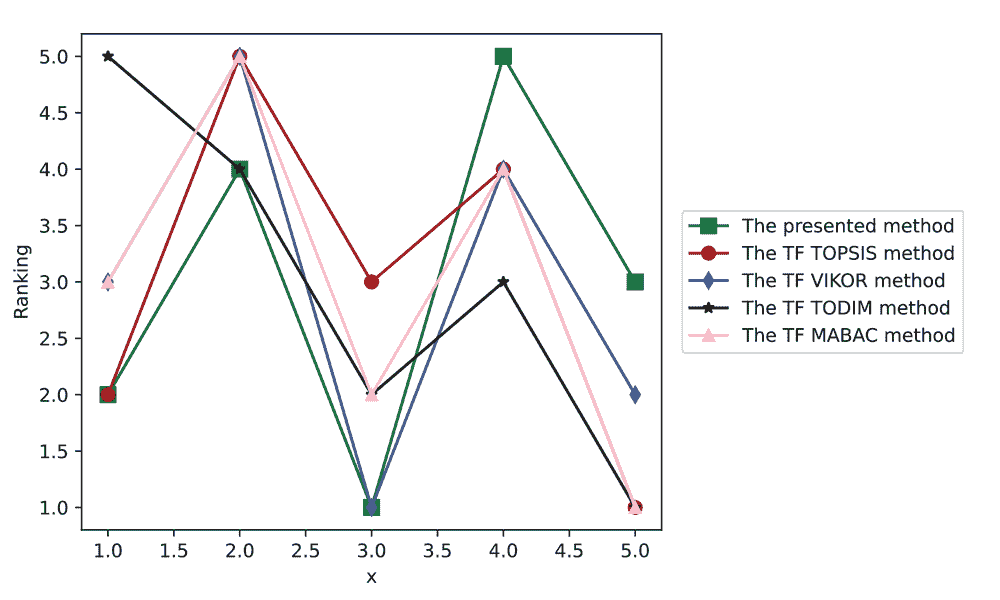 5.0
4.5
4.0
3.5
3.0
2.5
2.0
1.5
1.0
Ranking
1.0 1.5 2.0 2.5 3.0 3.5 4.0 4.5 5.0
x
The presented method
The TF TOPSIS method
The TF VIKOR method
The TF TODIM method
The TF MABAC method